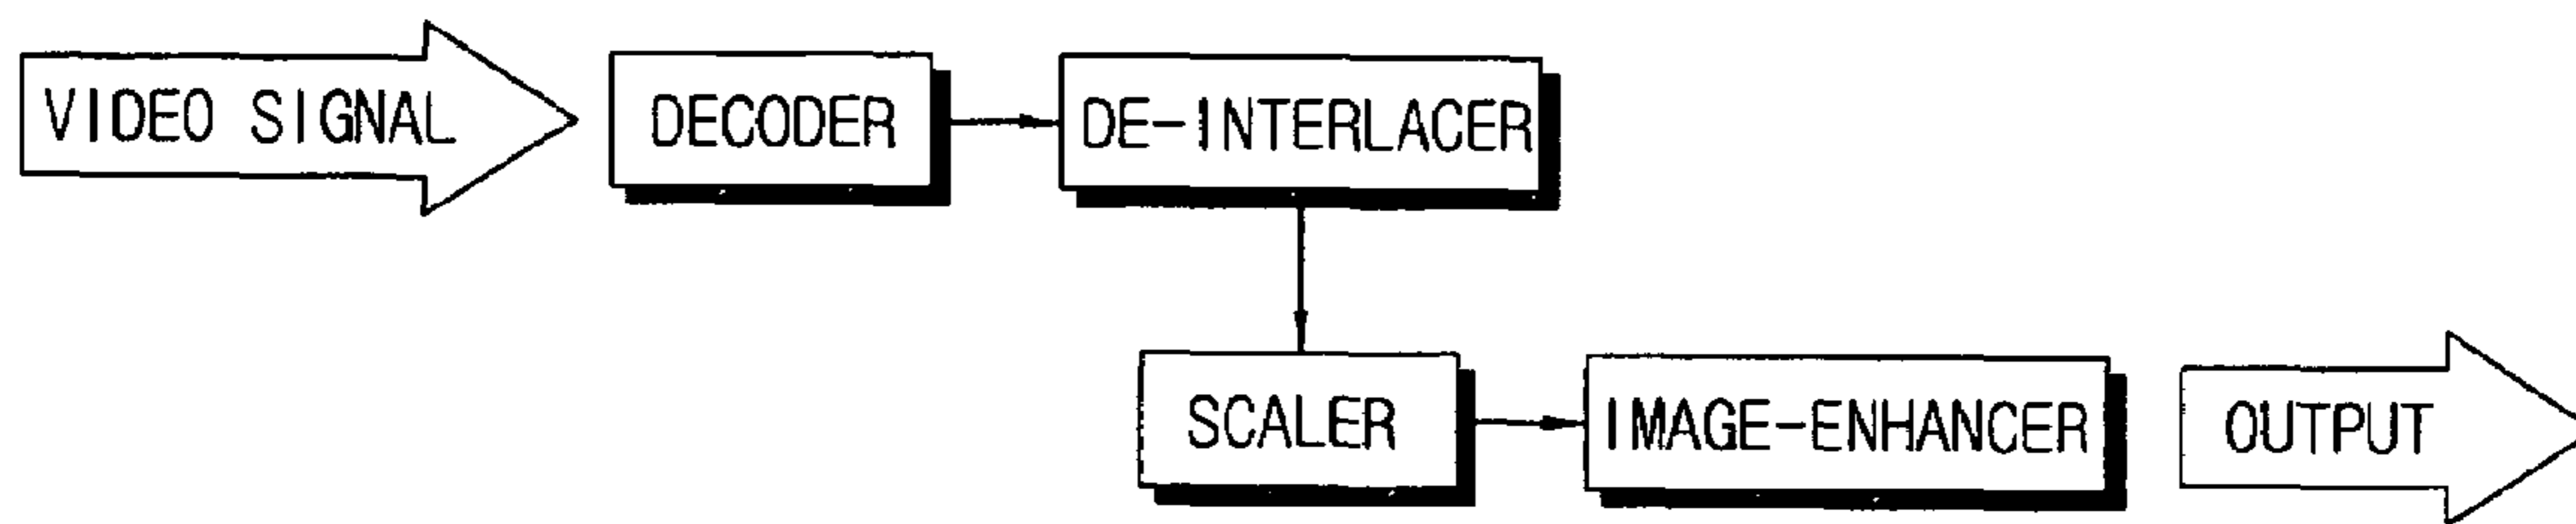 VIDEO SIGNAL
DECODER
DE-INTERLACER
SCALER
IMAGE-ENHANCER
OUTPUT